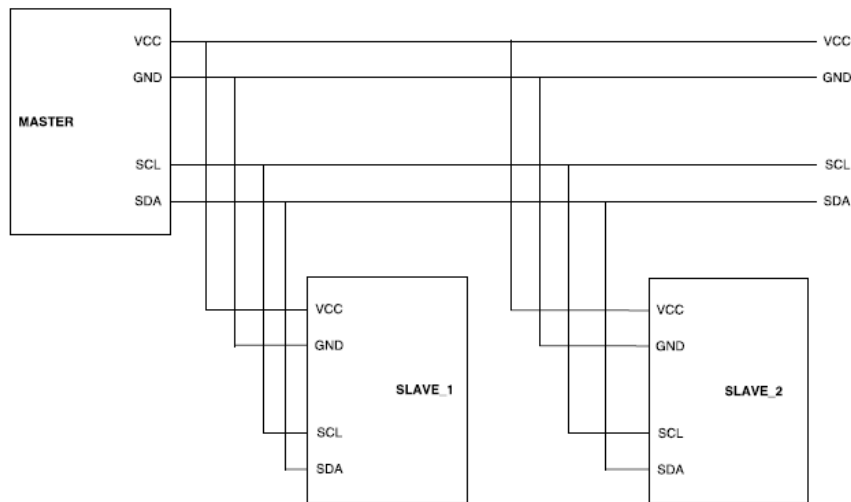 VCC
VCC
GND
GND
MASTER
SCL
SCL
SDA
SDA
VCC
GND
SLAVE_1
SCL
SDA
VCC
GND
SLAVE_2
SCL
SDA